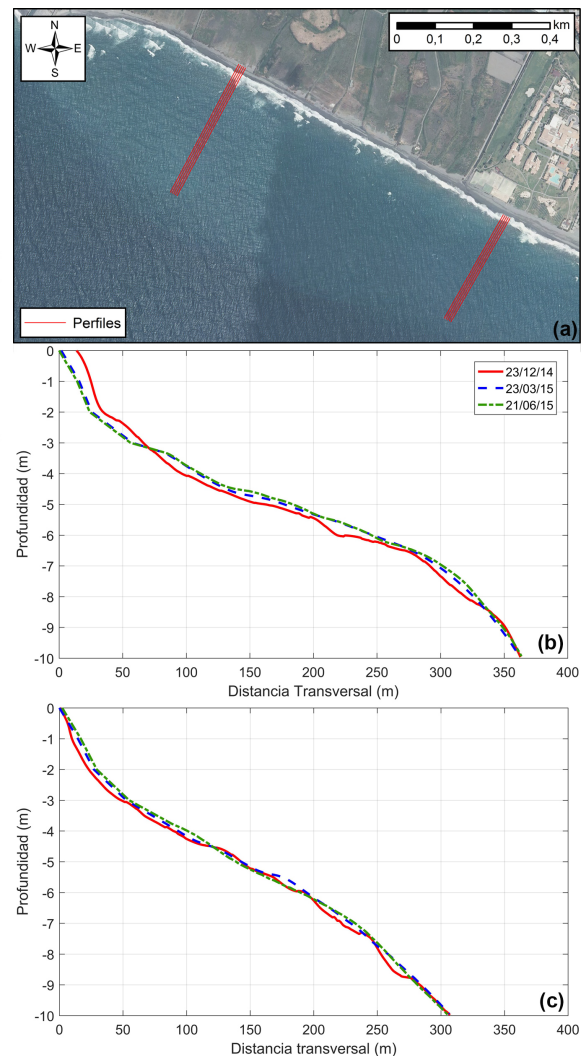 N
W E
S
km
0 0,1 0,2 0,3 0,4
Perfiles
(a)
0
-1
-2
-3
-4
-5
-6
-7
-8
-9
-10
Profundidad (m)
23/12/14
23/03/15
21/06/15
(b)
0 50 100 150 200 250 300 350 400
Distancia Transversal (m)
0
-1
-2
-3
-4
-5
-6
-7
-8
-9
-10
Profundidad (m)
(c)
0 50 100 150 200 250 300 350 400
Distancia transversal (m)